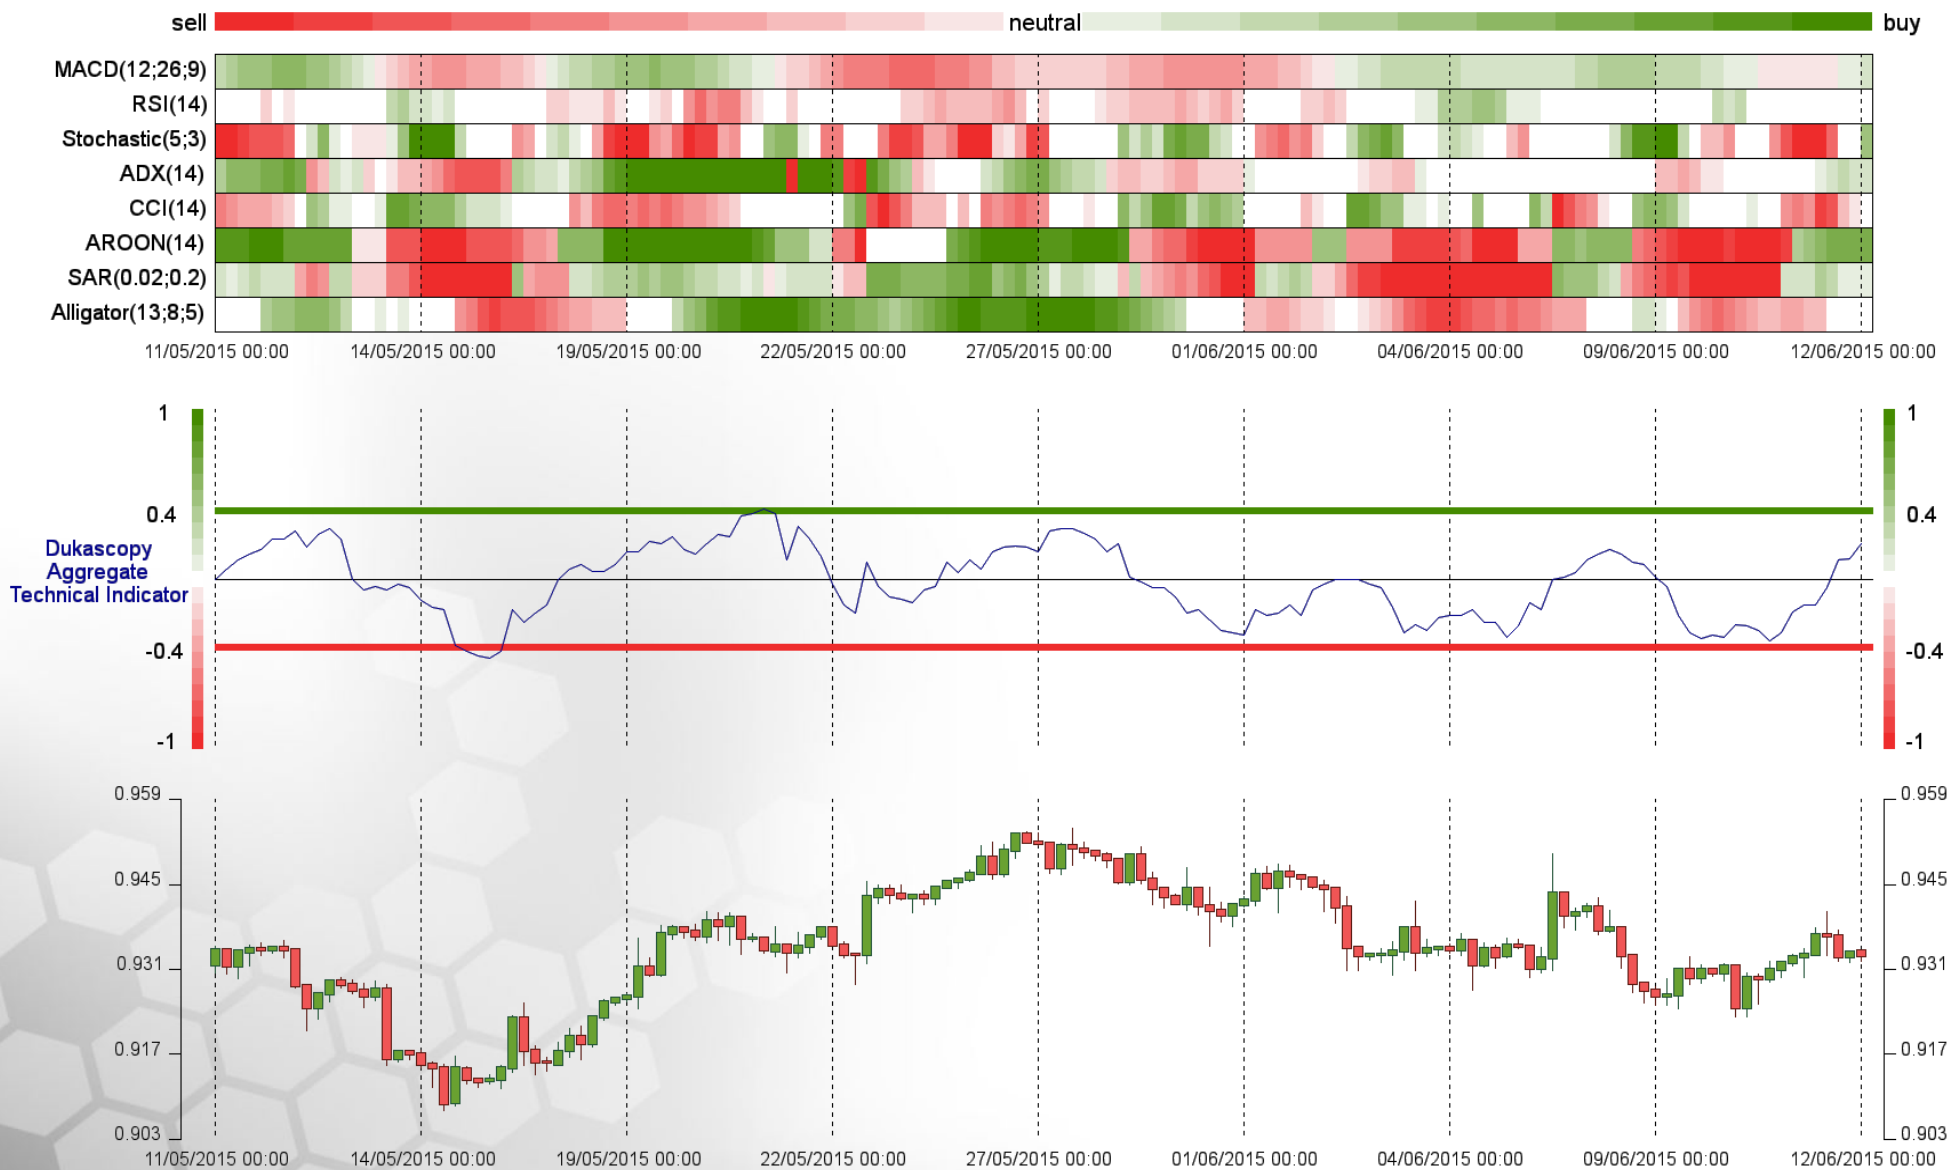 sell neutral buy
MACD(12;26;9)
RSI(14)
Stochastic(5;3)
ADX(14)
CCI(14)
AROON(14)
SAR(0.02;0.2)
Alligator(13;8;5)
11/05/2015 00:00 14/05/2015 00:00 19/05/2015 00:00 22/05/2015 00:00 27/05/2015 00:00 01/06/2015 00:00 04/06/2015 00:00 09/06/2015 00:00 12/06/2015 00:00
1 1
0.4 0.4
Dukascopy
Aggregate
Technical Indicator
-0.4 -0.4
-1 -1
0.959 0.959
0.945 0.945
0.931 0.931
0.917 0.917
0.903 0.903
11/05/2015 00:00 14/05/2015 00:00 19/05/2015 00:00 22/05/2015 00:00 27/05/2015 00:00 01/06/2015 00:00 04/06/2015 00:00 09/06/2015 00:00 12/06/2015 00:00